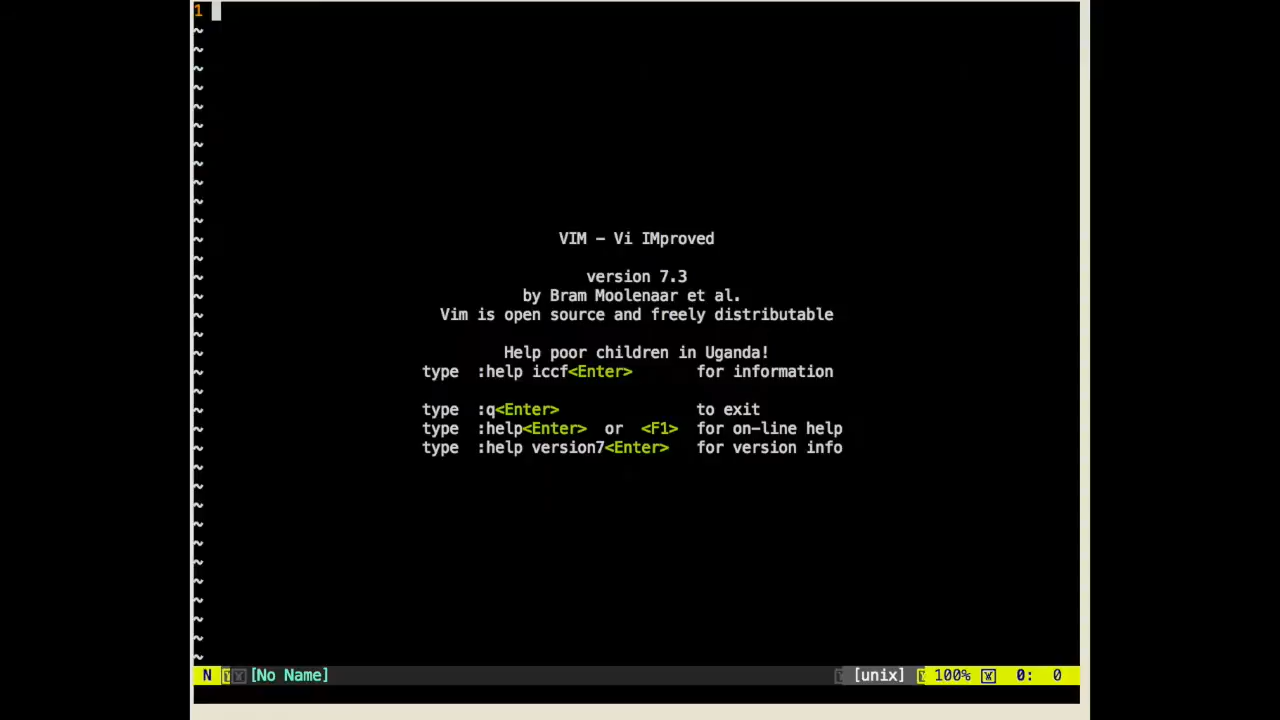 1
~
~
~
~
~
~
~
~
~
~
~
~ VIM - Vi IMproved
~
~ version 7.3
~ by Bram Moolenaar et al.
~ Vim is open source and freely distributable
~
~ Help poor children in Uganda!
~ type :help iccf<Enter> for information
~
~ type :q<Enter> to exit
~ type :help<Enter> or <F1> for on-line help
~ type :help version7<Enter> for version info
~
~
~
~
~
~
~
~
~
~
~
N [No Name] [unix] 100% 0: 0